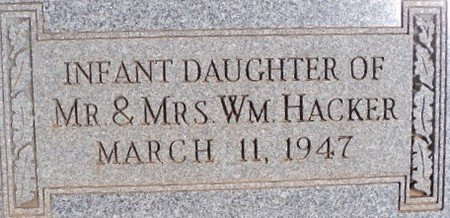 INFANT DAUGHTER OF
MR. & MRS. WM. HACKER
MARCH 11, 1947